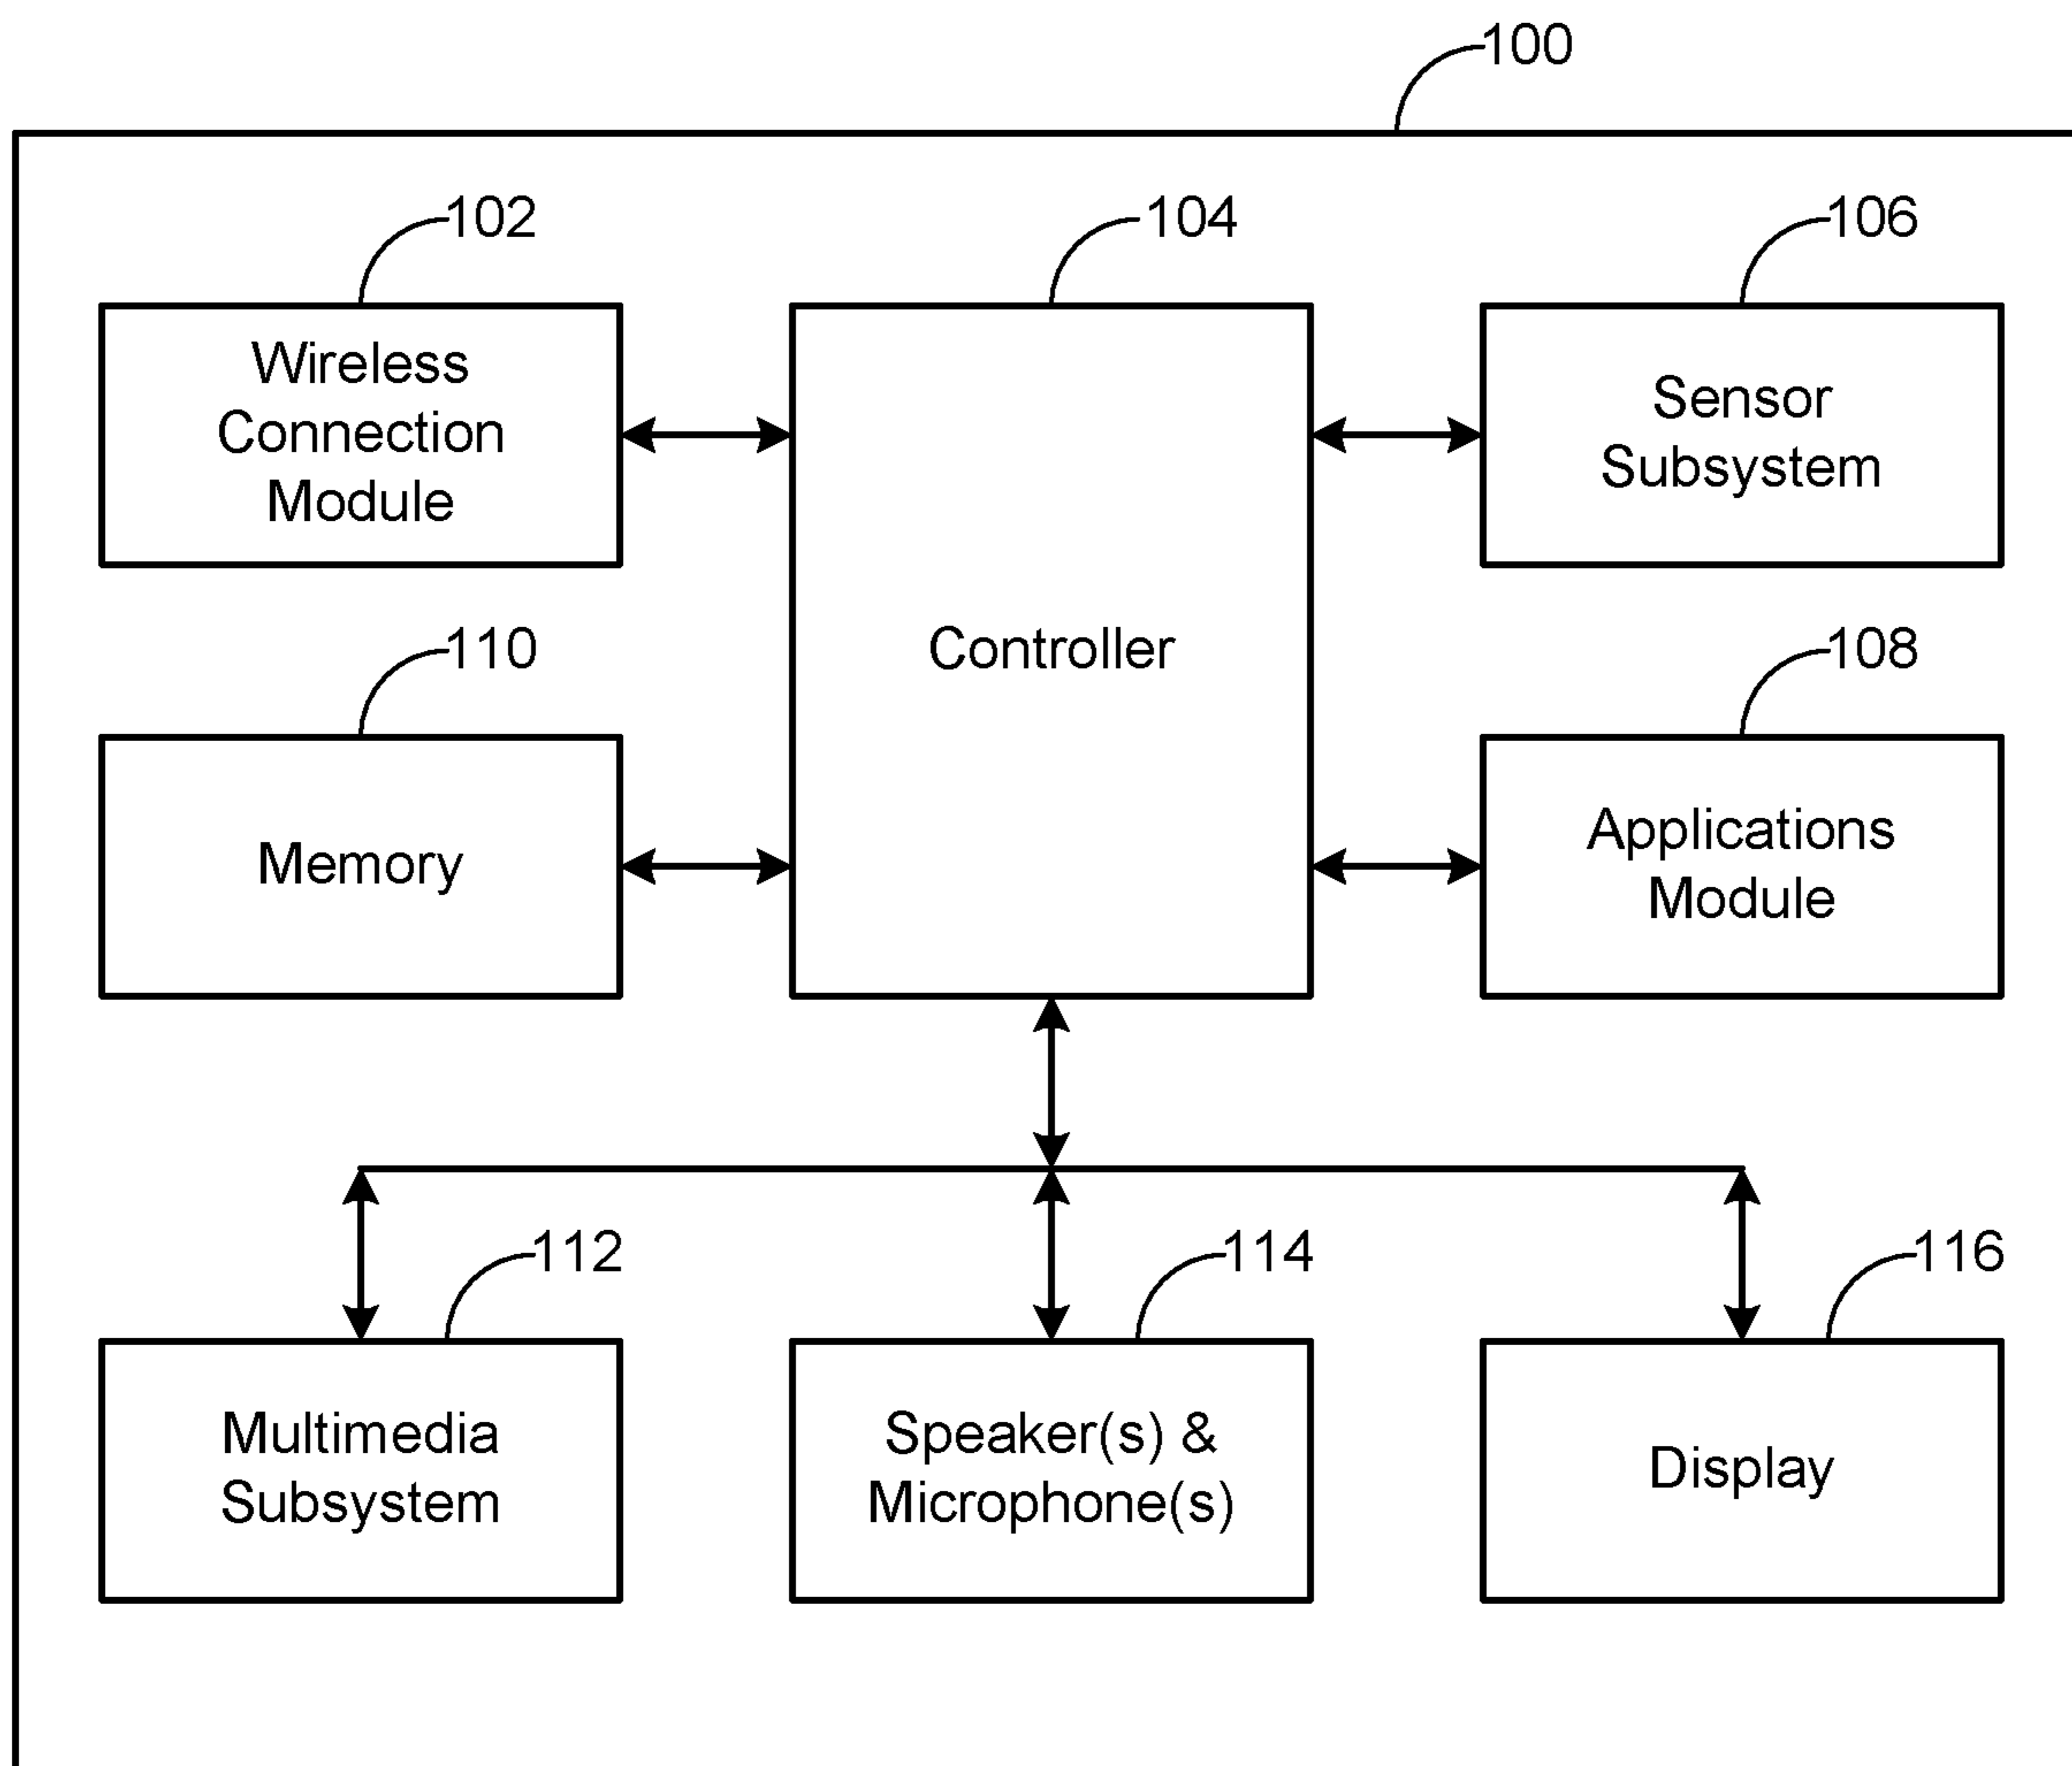 100
102
104
106
Wireless
Connection
Module
Controller
Sensor
Subsystem
110
108
Memory
Applications
Module
112
114
116
Multimedia
Subsystem
Speaker(s) &
Microphone(s)
Display